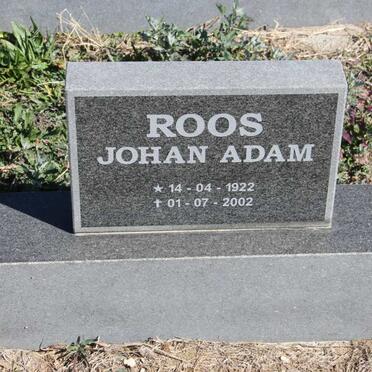 ROOS
JOHAN ADAM
★ 14 - 04 - 1922
✝ 01 - 07 - 2002